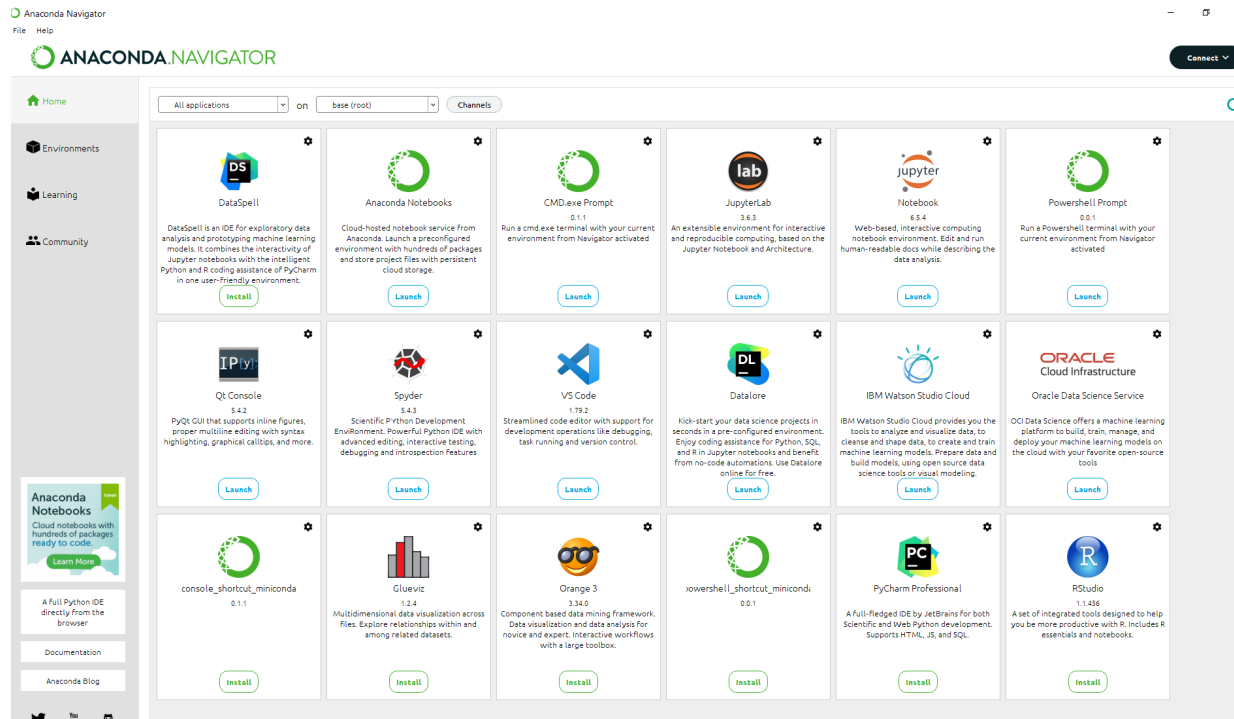 Anaconda Navigator
File Help
ANACONDA.NAVIGATOR
Connect
Home
Environments
Learning
Community
All applications
on
base (root)
Channels
DS
DataSpell
DataSpell is an IDE for exploratory data
analysis and prototyping machine learning
models. It combines the interactivity of
Jupyter notebooks with the intelligent
Python and R coding assistance of PyCharm
in one user-friendly environment.
Install
Anaconda Notebooks
Cloud-hosted notebook service from
Anaconda. Launch a preconfigured
environment with hundreds of packages
and store project files with persistent
cloud storage.
Launch
CMD.exe Prompt
0.1.1
Run a cmd.exe terminal with your current
environment from Navigator activated
Launch
lab
JupyterLab
3.6.3
An extensible environment for interactive
and reproducible computing, based on the
Jupyter Notebook and Architecture.
Launch
jupyter
Notebook
6.5.4
Web-based, interactive computing
notebook environment. Edit and run
human-readable docs while describing the
data analysis.
Launch
Powershell Prompt
0.0.1
Run a Powershell terminal with your
current environment from Navigator
activated
Launch
IP[y]:
Qt Console
5.4.2
PyQt GUI that supports inline figures,
proper multiline editing with syntax
highlighting, graphical calltips, and more.
Launch
Spyder
5.4.3
Scientific PYthon Development
EnviRonment. Powerful Python IDE with
advanced editing, interactive testing,
debugging and introspection features
Launch
VS Code
1.79.2
Streamlined code editor with support for
development operations like debugging,
task running and version control.
Launch
DL
Datalore
Kick-start your data science projects in
seconds in a pre-configured environment.
Enjoy coding assistance for Python, SQL,
and R in Jupyter notebooks and benefit
from no-code automations. Use Datalore
online for free.
Launch
IBM Watson Studio Cloud
IBM Watson Studio Cloud provides you the
tools to analyze and visualize data, to
cleanse and shape data, to create and train
machine learning models. Prepare data and
build models, using open source data
science tools or visual modeling.
Launch
ORACLE
Cloud Infrastructure
Oracle Data Science Service
OCI Data Science offers a machine learning
platform to build, train, manage, and
deploy your machine learning models on
the cloud with your favorite open-source
tools
Launch
console_shortcut_miniconda
0.1.1
Install
Glueviz
1.2.4
Multidimensional data visualization across
files. Explore relationships within and
among related datasets.
Install
Orange 3
3.34.0
Component based data mining framework.
Data visualization and data analysis for
novice and expert. Interactive workflows
with a large toolbox.
Install
powershell_shortcut_miniconda
0.0.1
Install
PC
PyCharm Professional
A full-fledged IDE by JetBrains for both
Scientific and Web Python development.
Supports HTML, JS, and SQL.
Install
R
RStudio
1.1.456
A set of integrated tools designed to help
you be more productive with R. Includes R
essentials and notebooks.
Install
Anaconda
Notebooks
new!
Cloud notebooks with
hundreds of packages
ready to code.
Learn More
A full Python IDE
directly from the
browser
Documentation
Anaconda Blog
You